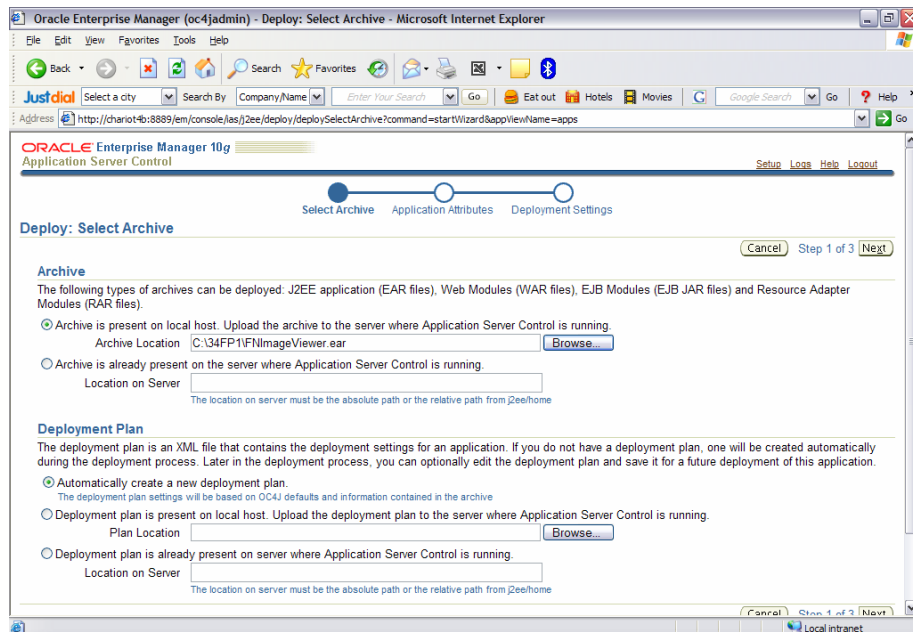 Oracle Enterprise Manager (oc4jadmin) - Deploy: Select Archive - Microsoft Internet Explorer
File Edit View Favorites Tools Help
Back Search Favorites
Justdial Select a city Search By Company/Name Enter Your Search Go Eat out Hotels Movies G Google Search Go Help
Address http://chariot4b:8889/em/console/ias/j2ee/deploy/deploySelectArchive?command=startWizard&appViewName=apps Go
ORACLE Enterprise Manager 10g
Application Server Control
Setup Logs Help Logout
Select Archive Application Attributes Deployment Settings
Deploy: Select Archive
Cancel Step 1 of 3 Next
Archive
The following types of archives can be deployed: J2EE application (EAR files), Web Modules (WAR files), EJB Modules (EJB JAR files) and Resource Adapter
Modules (RAR files).
Archive is present on local host. Upload the archive to the server where Application Server Control is running.
Archive Location C:\34FP1\FNImageViewer.ear Browse...
Archive is already present on the server where Application Server Control is running.
Location on Server
The location on server must be the absolute path or the relative path from j2ee/home
Deployment Plan
The deployment plan is an XML file that contains the deployment settings for an application. If you do not have a deployment plan, one will be created automatically
during the deployment process. Later in the deployment process, you can optionally edit the deployment plan and save it for a future deployment of this application.
Automatically create a new deployment plan.
The deployment plan settings will be based on OC4J defaults and information contained in the archive
Deployment plan is present on local host. Upload the deployment plan to the server where Application Server Control is running.
Plan Location Browse...
Deployment plan is already present on server where Application Server Control is running.
Location on Server
The location on server must be the absolute path or the relative path from j2ee/home
Cancel Step 1 of 3 Next
Local intranet